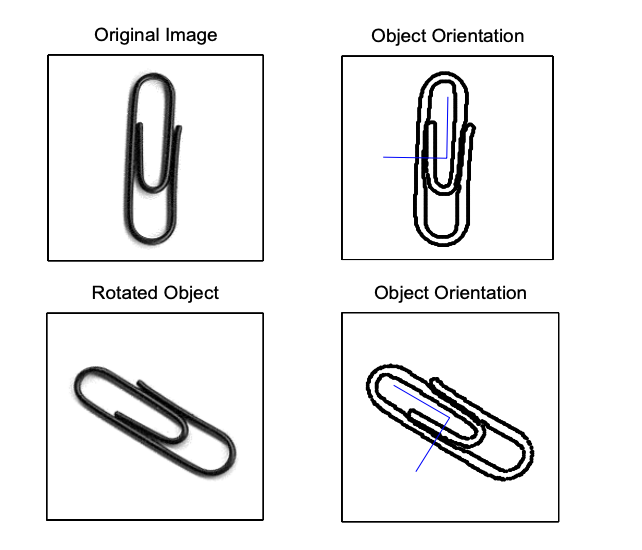 Original Image
Object Orientation
Rotated Object
Object Orientation